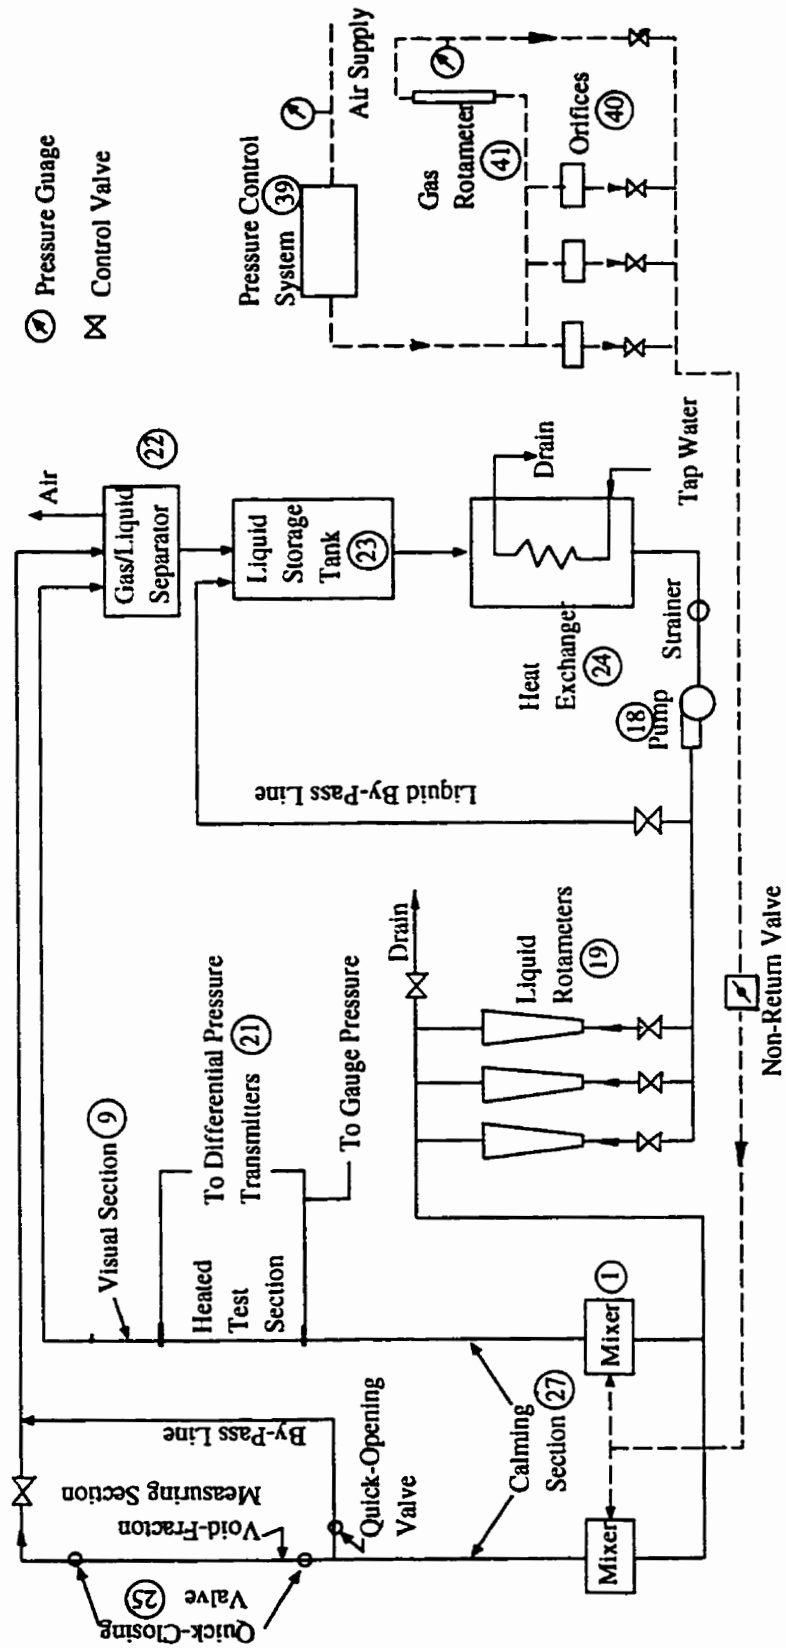 Pressure Guage
Control Valve
Air Supply
Pressure Control
System
39
Gas
Rotameter
41
Orifices
40
Air
22
Gas/Liquid
Separator
Liquid
Storage
Tank
23
Drain
Tap Water
Heat
Exchanger
24
Strainer
18
Pump
Liquid By-Pass Line
Drain
Liquid
Rotameters
19
Non-Return Valve
Visual Section
9
To Differential Pressure
Transmitters
21
To Gauge Pressure
Heated
Test
Section
Mixer
1
Calming
Section
27
By-Pass Line
Quick-Opening
Valve
Void-Fracton
Measuring Section
Quick-Closing
Valve
25
Mixer